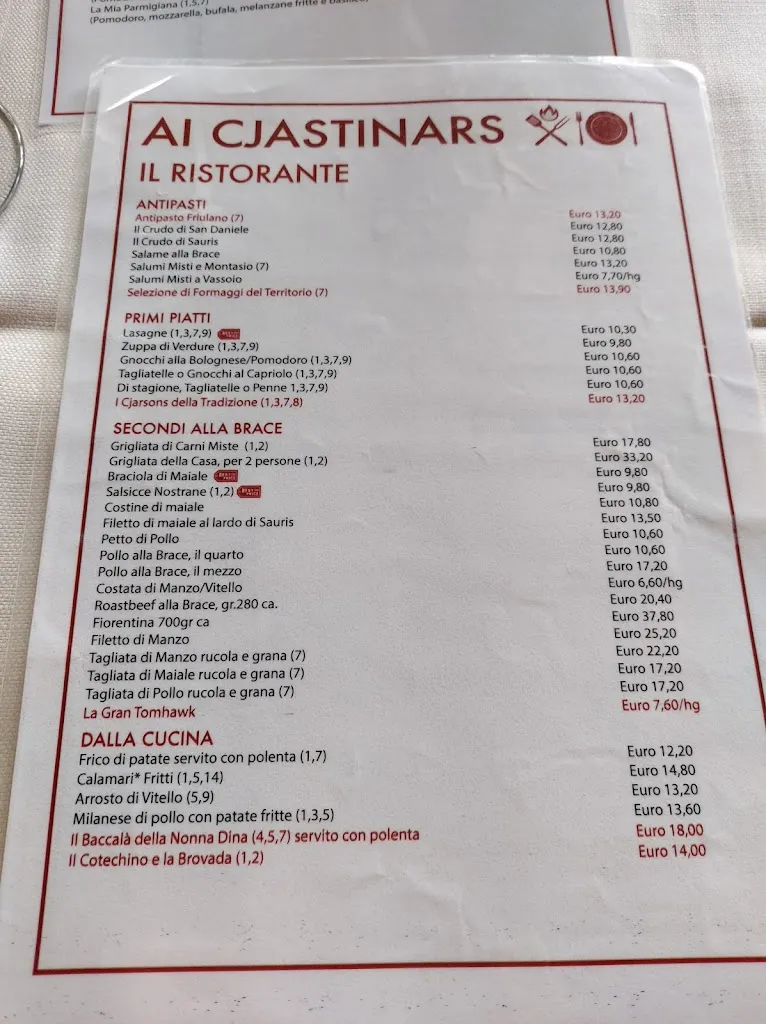 La Mia Parmigiana (1,5,7)
(Pomodoro, mozzarella, bufala, melanzane fritte e basilico)
AI CJASTINARS
IL RISTORANTE
ANTIPASTI
Antipasto Friulano (7) Euro 13,20
Il Crudo di San Daniele Euro 12,80
Il Crudo di Sauris Euro 12,80
Salame alla Brace Euro 10,80
Salumi Misti e Montasio (7) Euro 13,20
Salumi Misti a Vassoio Euro 7,70/hg
Selezione di Formaggi del Territorio (7) Euro 13,90
PRIMI PIATTI
Lasagne (1,3,7,9) Euro 10,30
Zuppa di Verdure (1,3,7,9) Euro 9,80
Gnocchi alla Bolognese/Pomodoro (1,3,7,9) Euro 10,60
Tagliatelle o Gnocchi al Capriolo (1,3,7,9) Euro 10,60
Di stagione, Tagliatelle o Penne 1,3,7,9) Euro 10,60
I Cjarsons della Tradizione (1,3,7,8) Euro 13,20
SECONDI ALLA BRACE
Grigliata di Carni Miste (1,2) Euro 17,80
Grigliata della Casa, per 2 persone (1,2) Euro 33,20
Braciola di Maiale Euro 9,80
Salsicce Nostrane (1,2) Euro 9,80
Costine di maiale Euro 10,80
Filetto di maiale al lardo di Sauris Euro 13,50
Petto di Pollo Euro 10,60
Pollo alla Brace, il quarto Euro 10,60
Pollo alla Brace, il mezzo Euro 17,20
Costata di Manzo/Vitello Euro 6,60/hg
Roastbeef alla Brace, gr.280 ca. Euro 20,40
Fiorentina 700gr ca Euro 37,80
Filetto di Manzo Euro 25,20
Tagliata di Manzo rucola e grana (7) Euro 22,20
Tagliata di Maiale rucola e grana (7) Euro 17,20
Tagliata di Pollo rucola e grana (7) Euro 17,20
La Gran Tomhawk Euro 7,60/hg
DALLA CUCINA
Frico di patate servito con polenta (1,7) Euro 12,20
Calamari* Fritti (1,5,14) Euro 14,80
Arrosto di Vitello (5,9) Euro 13,20
Milanese di pollo con patate fritte (1,3,5) Euro 13,60
Il Baccalà della Nonna Dina (4,5,7) servito con polenta Euro 18,00
Il Cotechino e la Brovada (1,2) Euro 14,00